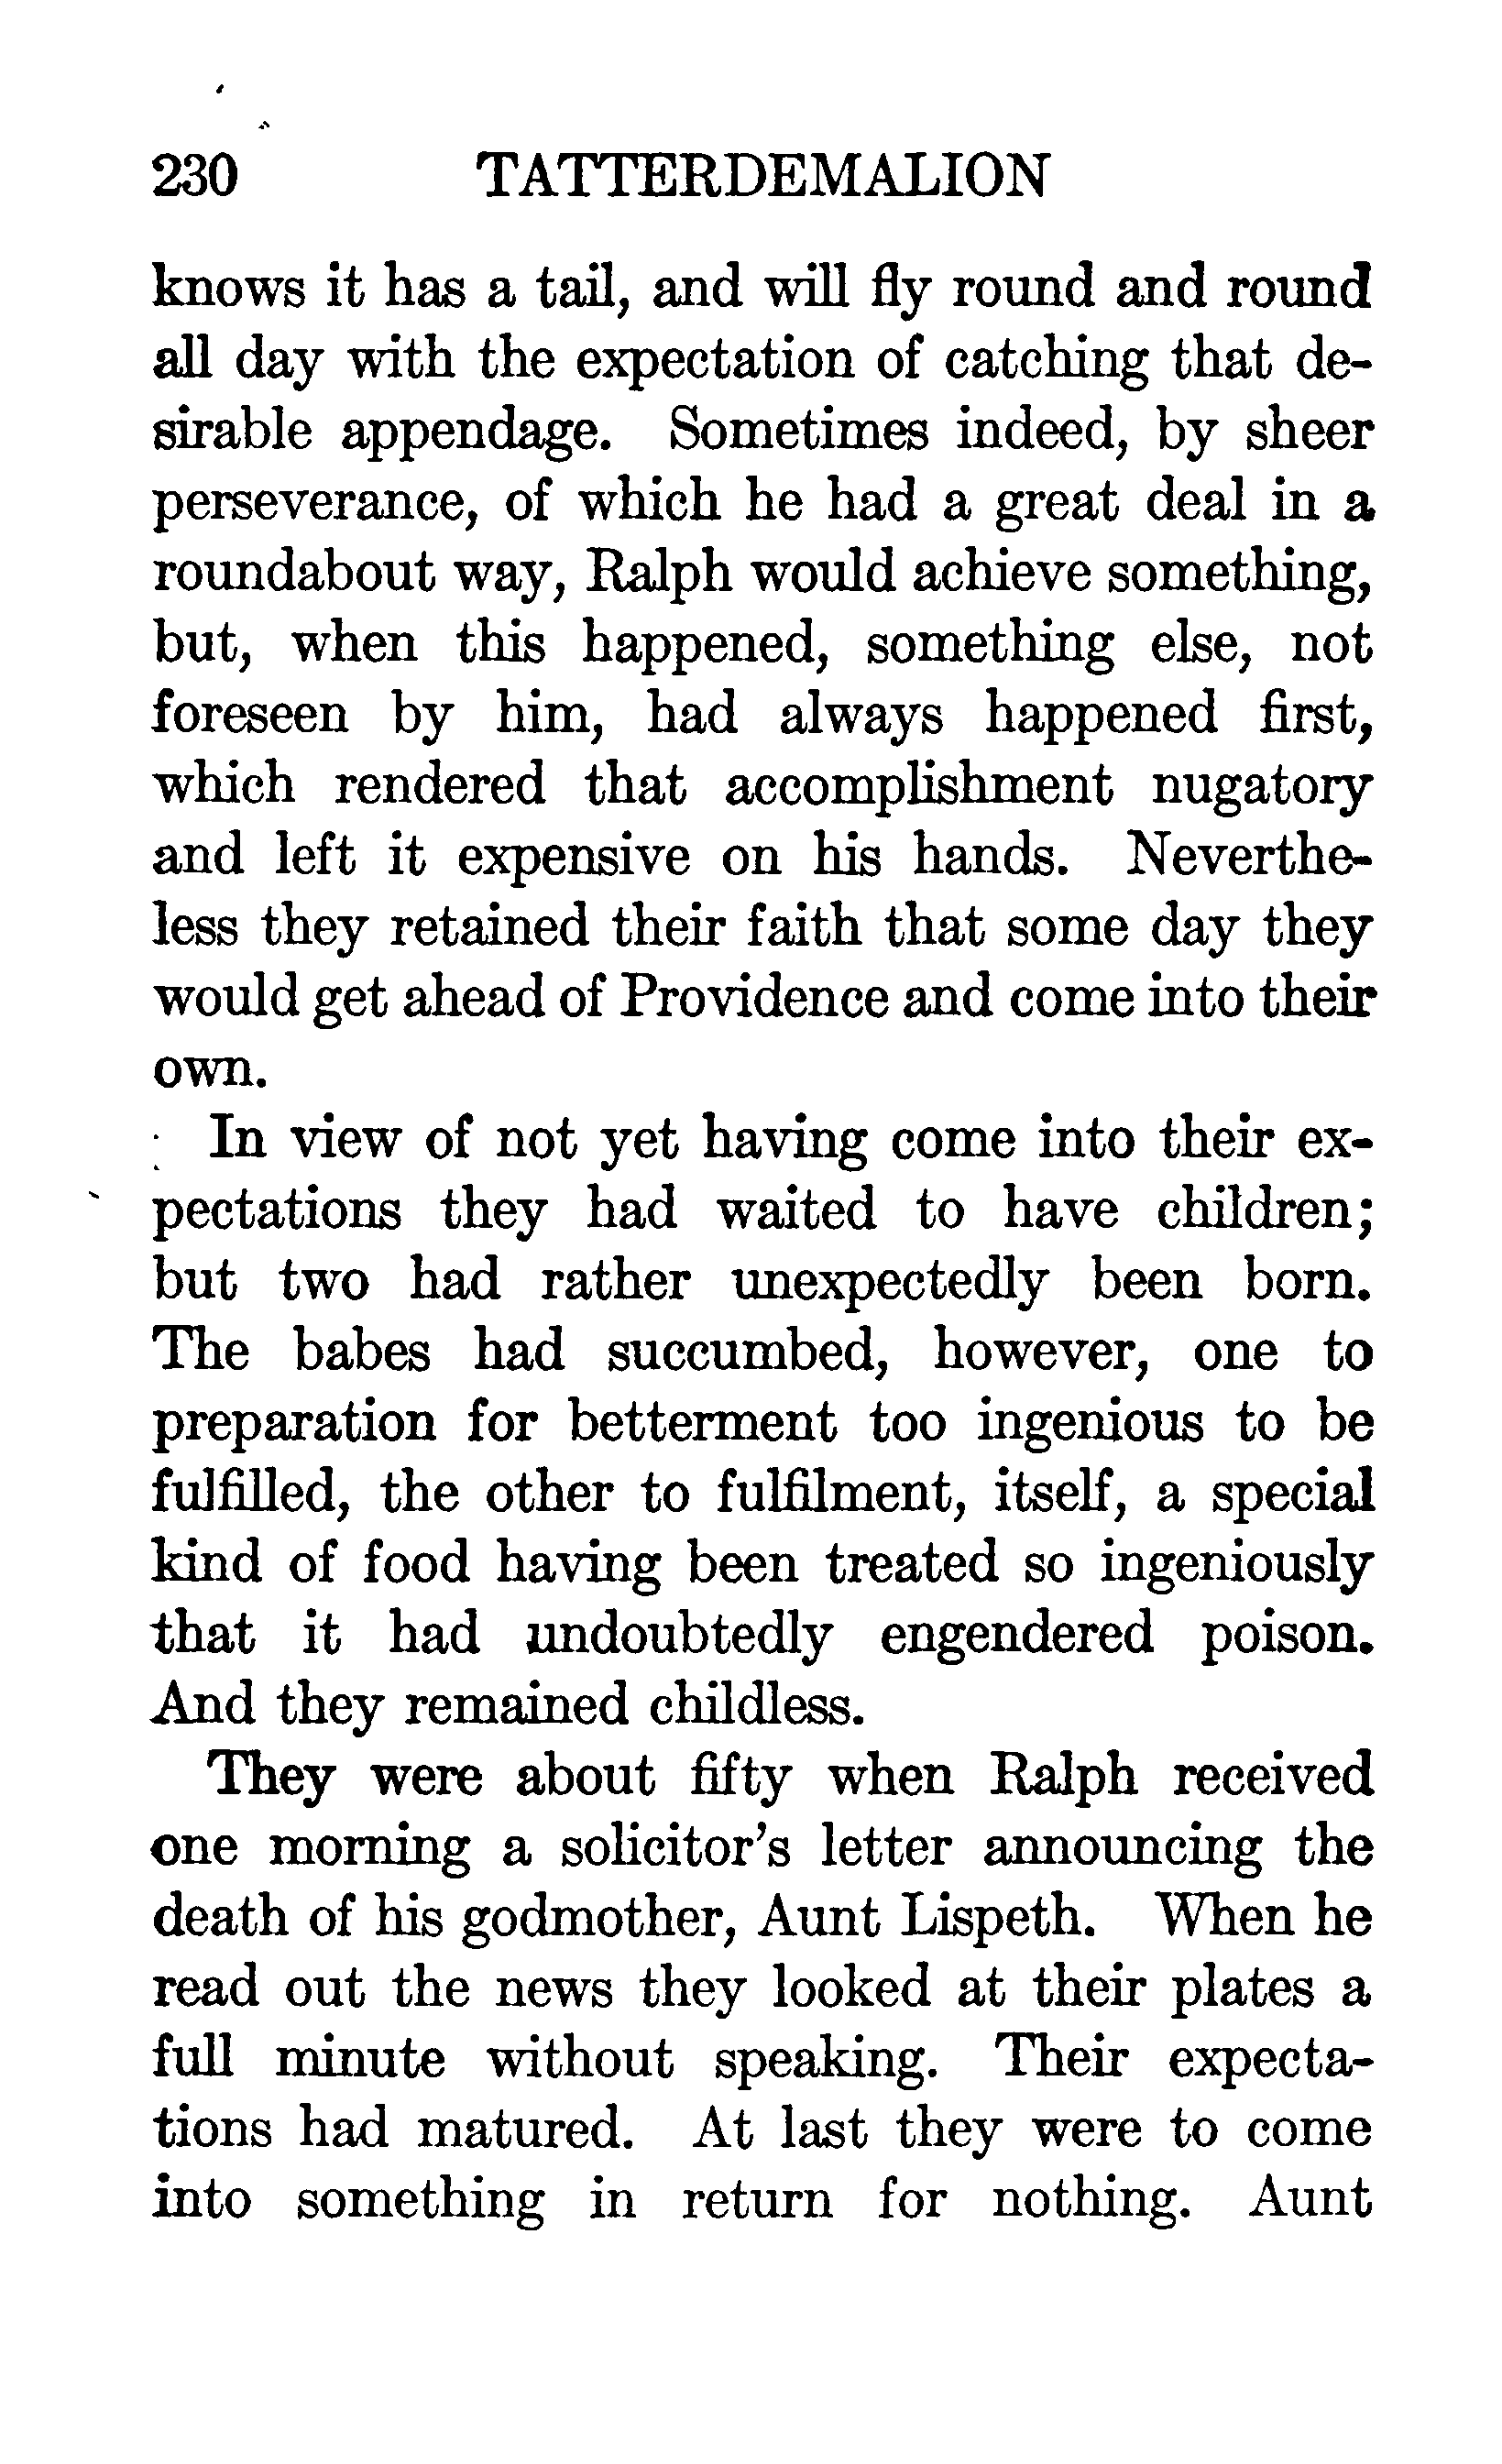 230 TATTERDEMALION
knows it has a tail, and will fly round and round
all day with the expectation of catching that de-
sirable appendage. Sometimes indeed, by sheer
perseverance, of which he had a great deal in a
roundabout way, Ralph would achieve something,
but, when this happened, something else, not
foreseen by him, had always happened first,
which rendered that accomplishment nugatory
and left it expensive on his hands. Neverthe-
less they retained their faith that some day they
would get ahead of Providence and come into their
own.
In view of not yet having come into their ex-
pectations they had waited to have children;
but two had rather unexpectedly been born.
The babes had succumbed, however, one to
preparation for betterment too ingenious to be
fulfilled, the other to fulfilment, itself, a special
kind of food having been treated so ingeniously
that it had undoubtedly engendered poison.
And they remained childless.
They were about fifty when Ralph received
one morning a solicitor's letter announcing the
death of his godmother, Aunt Lispeth. When he
read out the news they looked at their plates a
full minute without speaking. Their expecta-
tions had matured. At last they were to come
into something in return for nothing. Aunt